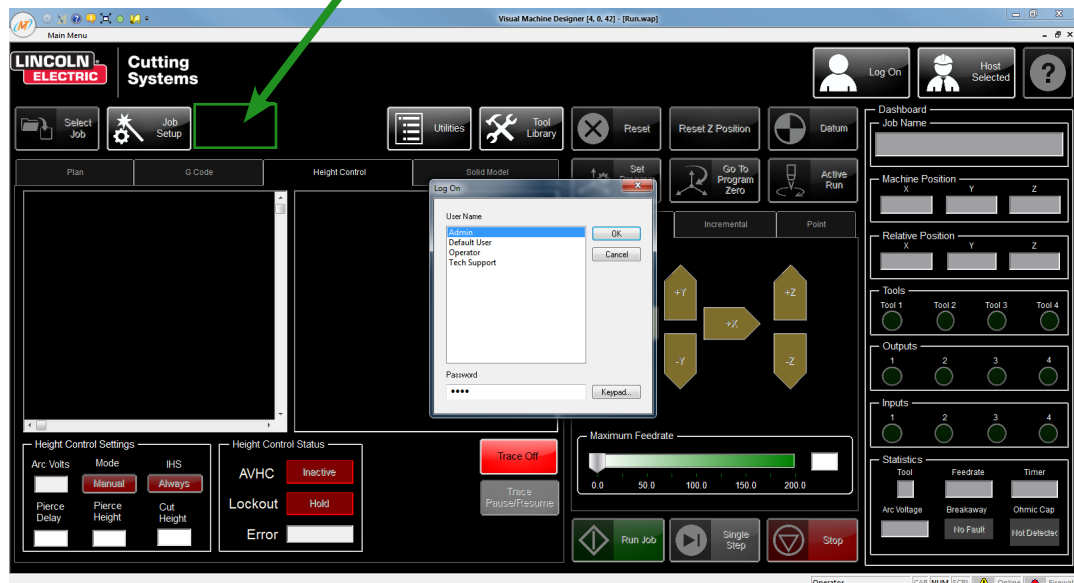 Visual Machine Designer [4, 0, 42] - [Run.wap]
Main Menu
LINCOLN ELECTRIC
Cutting Systems
Log On
Host Selected
?
Select Job
Job Setup
Utilities
Tool Library
Reset
Reset Z Position
Datum
Plan
G Code
Height Control
Solid Model
Set
Go To Program Zero
Active Run
Incremental
Point
Log On
User Name
Admin
Default User
Operator
Tech Support
OK
Cancel
Password
••••
Keypad...
+Y
+Z
+X
-Y
-Z
Dashboard
Job Name
Machine Position
X Y Z
Relative Position
X Y Z
Tools
Tool 1 Tool 2 Tool 3 Tool 4
Outputs
1 2 3 4
Inputs
1 2 3 4
Statistics
Tool Feedrate Timer
Arc Voltage Breakaway Ohmic Cap
No Fault Not Detected
Height Control Settings
Arc Volts Mode IHS
Manual Always
Pierce Delay
Pierce Height
Cut Height
Height Control Status
AVHC Inactive
Lockout Hold
Error
Trace Off
Trace Pause/Resume
Maximum Feedrate
0.0 50.0 100.0 150.0 200.0
Run Job
Single Step
Stop
Operator
CAP NUM SCRL Online Firewall